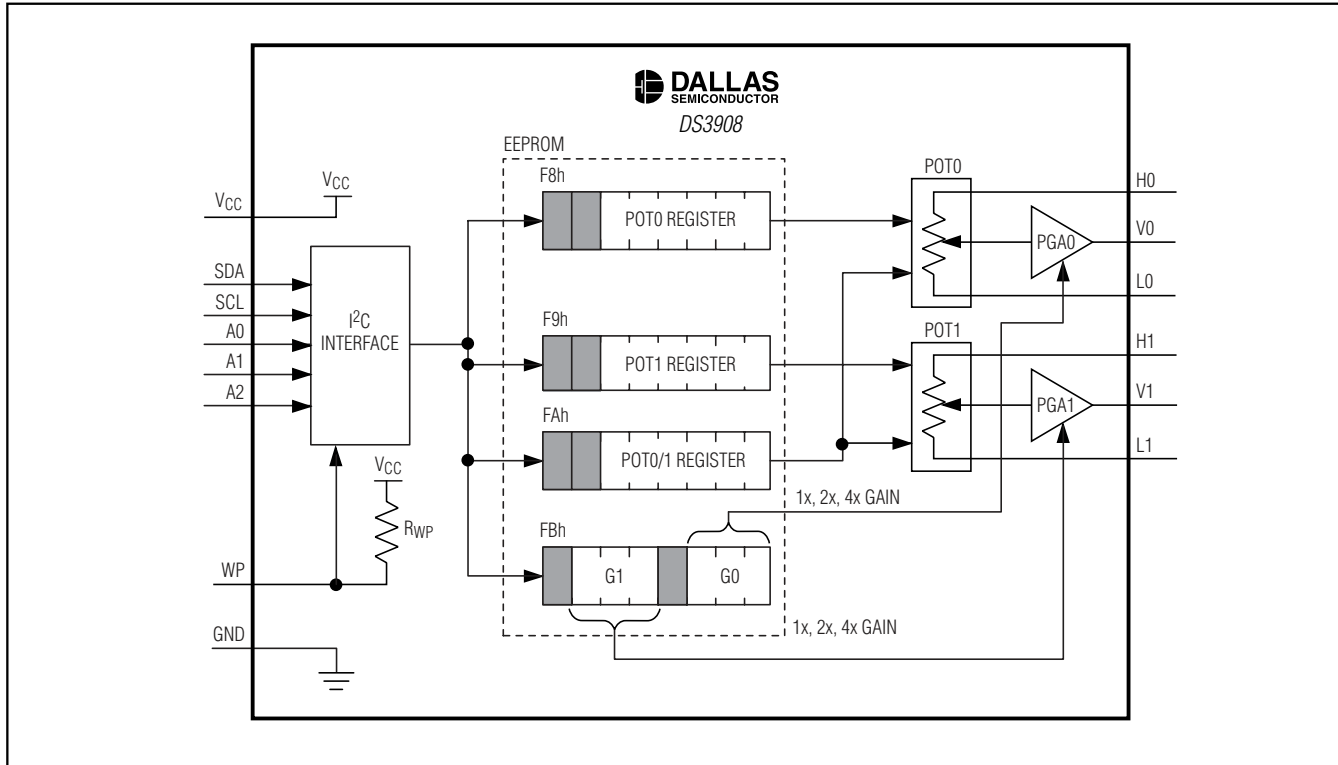 DALLAS
SEMICONDUCTOR
DS3908
EEPROM
VCC
VCC
SDA
SCL
A0
A1
A2
I2C
INTERFACE
VCC
RWP
WP
GND
F8h
POT0 REGISTER
F9h
POT1 REGISTER
FAh
POT0/1 REGISTER
FBh
G1
G0
1x, 2x, 4x GAIN
1x, 2x, 4x GAIN
POT0
PGA0
H0
V0
L0
POT1
PGA1
H1
V1
L1